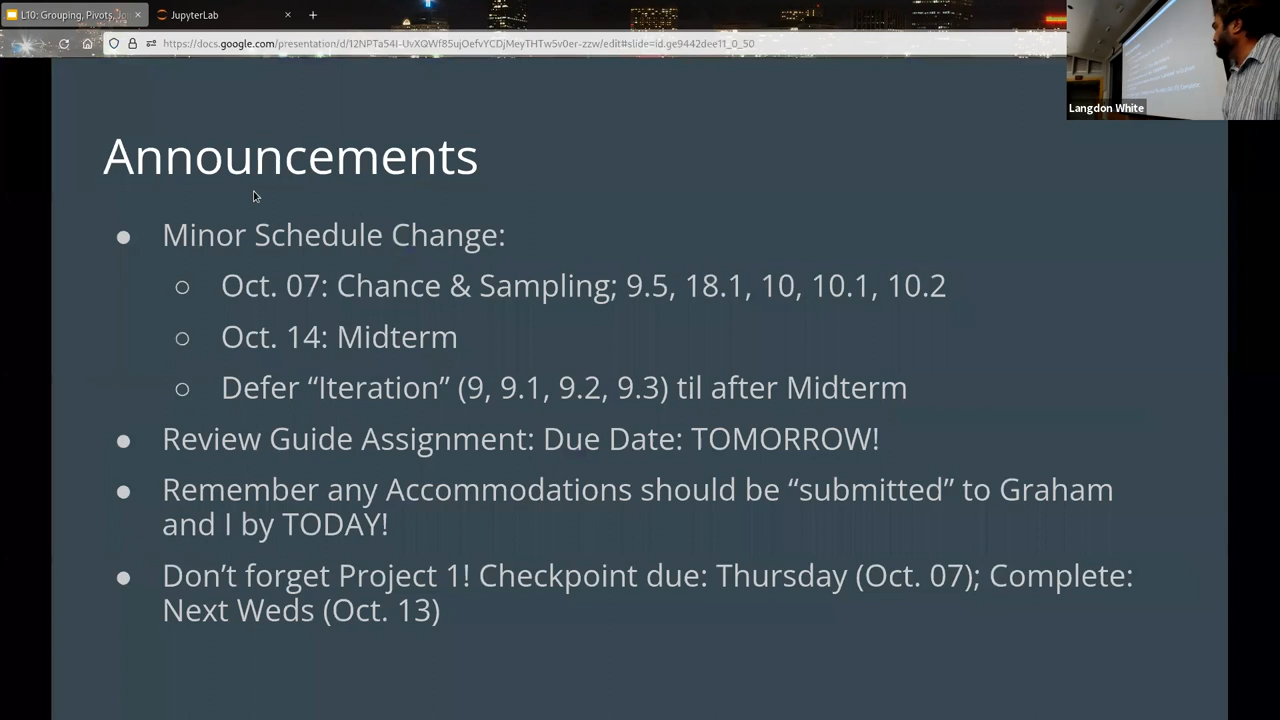 L10: Grouping, Pivots,
JupyterLab
https://docs.google.com/presentation/d/12NPTa54I-UvXQWf85ujOefvYCDjMeyTHTw5v0er-zzw/edit#slide=id.ge9442dee11_0_50
Langdon White
Announcements
● Minor Schedule Change:
○ Oct. 07: Chance & Sampling; 9.5, 18.1, 10, 10.1, 10.2
○ Oct. 14: Midterm
○ Defer “Iteration” (9, 9.1, 9.2, 9.3) til after Midterm
● Review Guide Assignment: Due Date: TOMORROW!
● Remember any Accommodations should be “submitted” to Graham
and I by TODAY!
● Don’t forget Project 1! Checkpoint due: Thursday (Oct. 07); Complete:
Next Weds (Oct. 13)